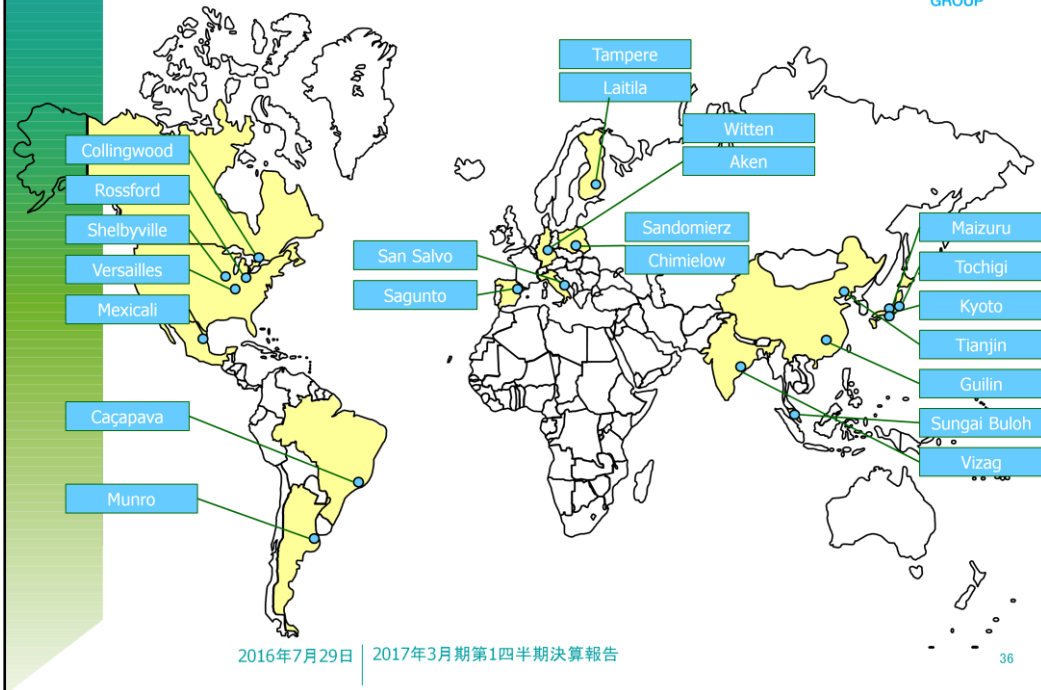 GROUP
Tampere
Laitila
Witten
Aken
Collingwood
Rossford
Shelbyville
Versailles
Mexicali
San Salvo
Sagunto
Sandomierz
Chimielow
Maizuru
Tochigi
Kyoto
Tianjin
Guilin
Sungai Buloh
Vizag
Caçapava
Munro
2016年7月29日
2017年3月期第1四半期決算報告
36